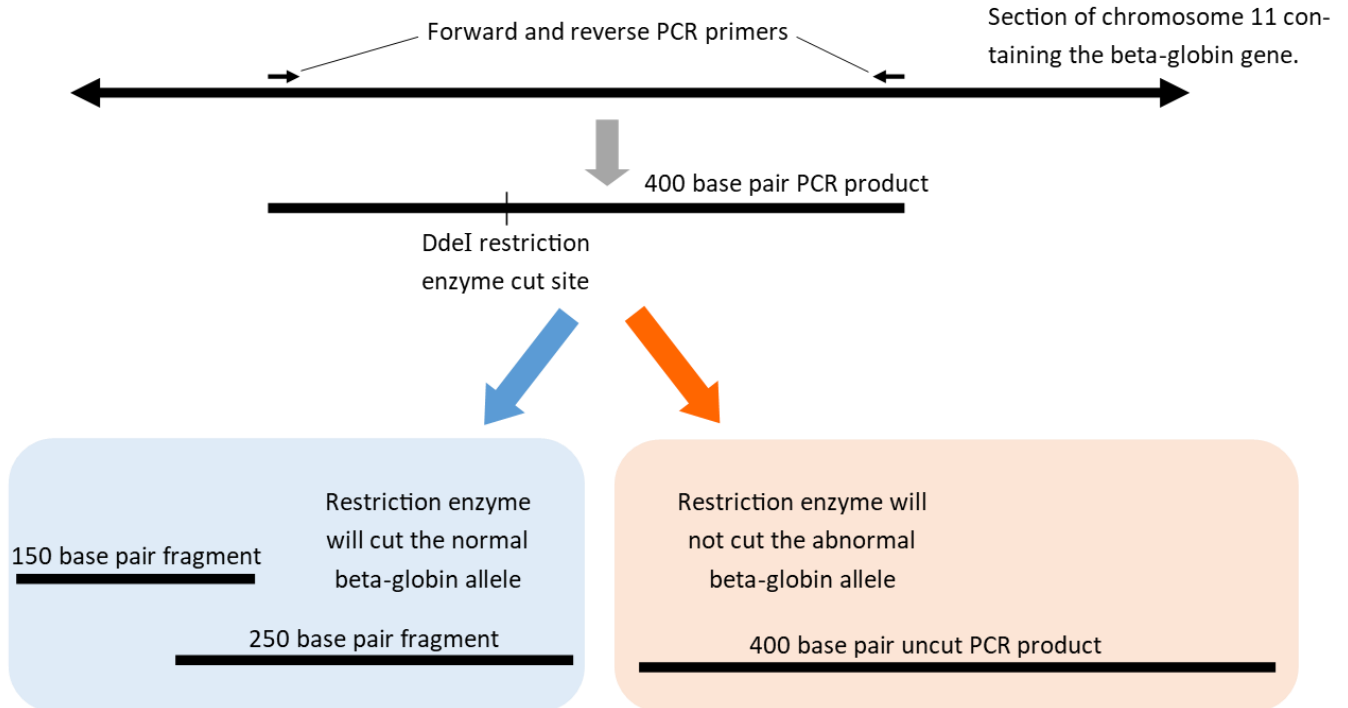 Forward and reverse PCR primers
Section of chromosome 11 con-
taining the beta-globin gene.
400 base pair PCR product
DdeI restriction
enzyme cut site
Restriction enzyme
will cut the normal
beta-globin allele
150 base pair fragment
250 base pair fragment
Restriction enzyme will
not cut the abnormal
beta-globin allele
400 base pair uncut PCR product